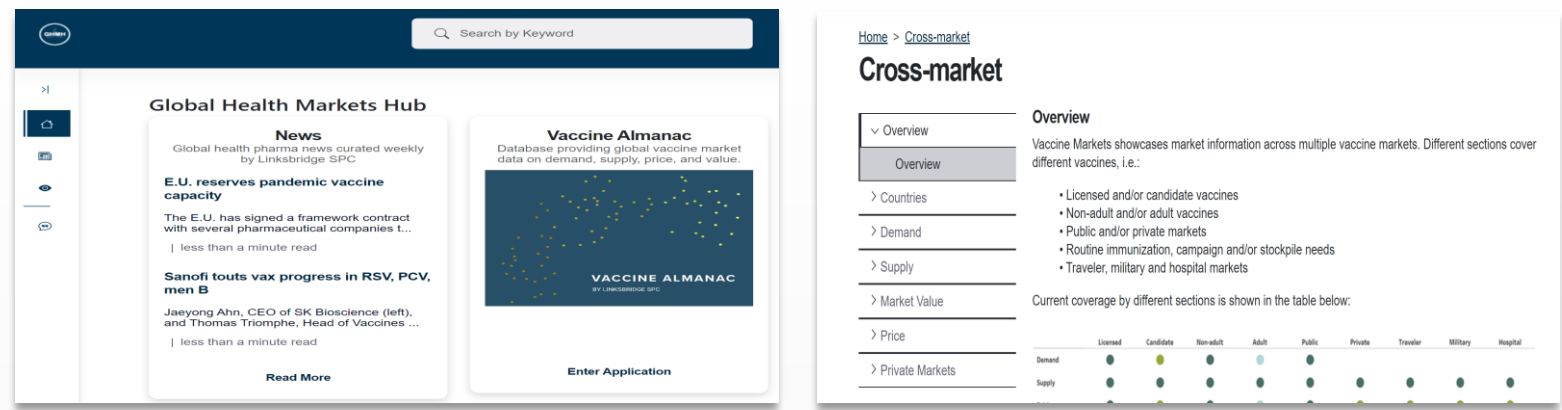 GHMH
Search by Keyword
Global Health Markets Hub
News
Global health pharma news curated weekly
by Linksbridge SPC
E.U. reserves pandemic vaccine
capacity
The E.U. has signed a framework contract
with several pharmaceutical companies t...
| less than a minute read
Sanofi touts vax progress in RSV, PCV,
men B
Jaeyong Ahn, CEO of SK Bioscience (left),
and Thomas Triomphe, Head of Vaccines ...
| less than a minute read
Read More
Vaccine Almanac
Database providing global vaccine market
data on demand, supply, price, and value.
VACCINE ALMANAC
BY LINKSBRIDGE SPC
Enter Application
Home > Cross-market
Cross-market
Overview
Overview
Countries
Demand
Supply
Market Value
Price
Private Markets
Overview
Vaccine Markets showcases market information across multiple vaccine markets. Different sections cover
different vaccines, i.e.:
• Licensed and/or candidate vaccines
• Non-adult and/or adult vaccines
• Public and/or private markets
• Routine immunization, campaign and/or stockpile needs
• Traveler, military and hospital markets
Current coverage by different sections is shown in the table below:
Licensed Candidate Non-adult Adult Public Private Traveler Military Hospital
Demand
Supply